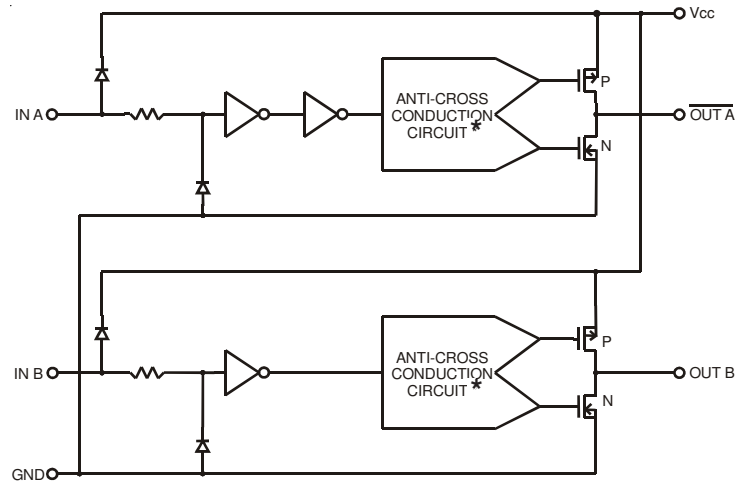 Vcc
P
IN A
ANTI-CROSS
CONDUCTION
CIRCUIT *
OUT A
N
P
IN B
ANTI-CROSS
CONDUCTION
CIRCUIT *
OUT B
N
GND